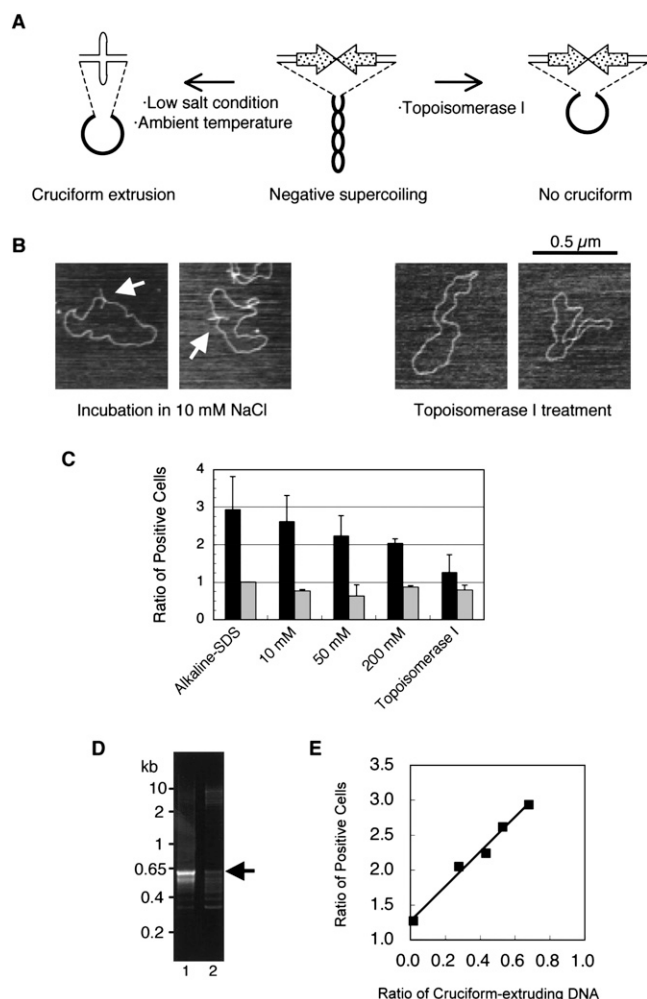 A
·Low salt condition
·Ambient temperature
·Topoisomerase I
Cruciform extrusion
Negative supercoiling
No cruciform
B
0.5 µm
Incubation in 10 mM NaCl
Topoisomerase I treatment
C
Ratio of Positive Cells
4
3
2
1
0
Alkaline-SDS
10 mM
50 mM
200 mM
Topoisomerase I
D
kb
10
2
1
0.65
0.4
0.2
1 2
E
Ratio of Positive Cells
3.5
3.0
2.5
2.0
1.5
1.0
0.0 0.2 0.4 0.6 0.8 1.0
Ratio of Cruciform-extruding DNA